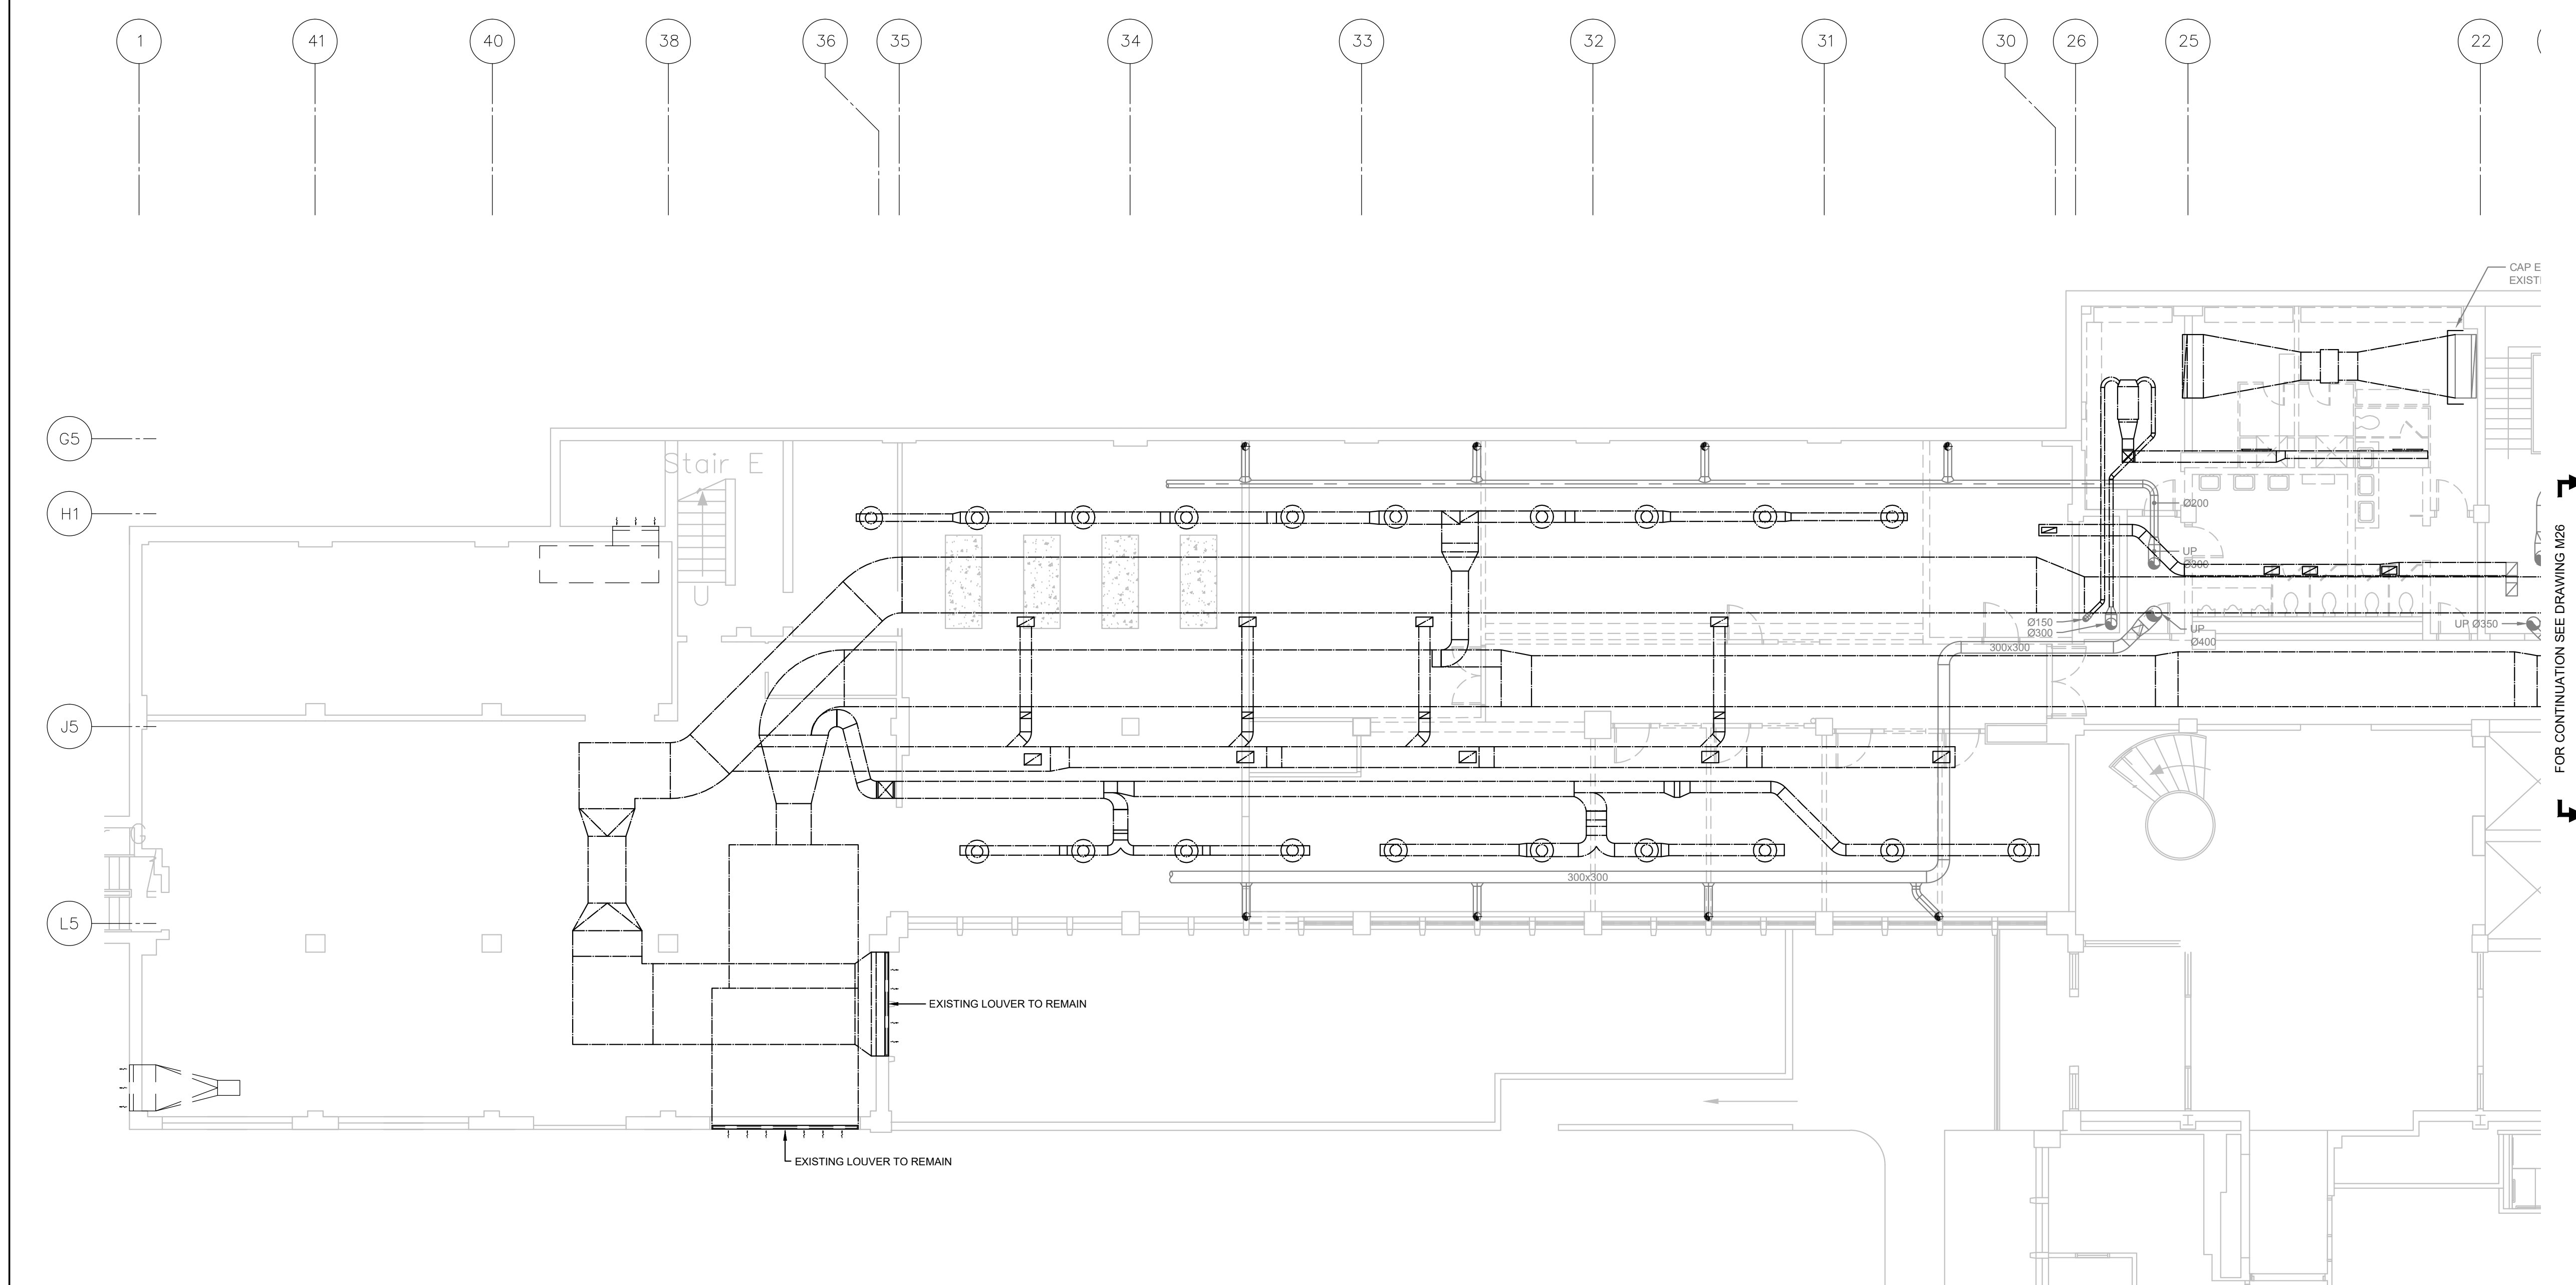 1
41
40
38
36
35
34
33
32
31
30
26
25
22
CAP E
EXIST
G5
Stair E
H1
Ø200
UP
Ø300
U
Ø150
Ø300
UP
Ø400
UP Ø350
300x300
J5
G
300x300
L5
EXISTING LOUVER TO REMAIN
EXISTING LOUVER TO REMAIN
FOR CONTINUATION SEE DRAWING M26